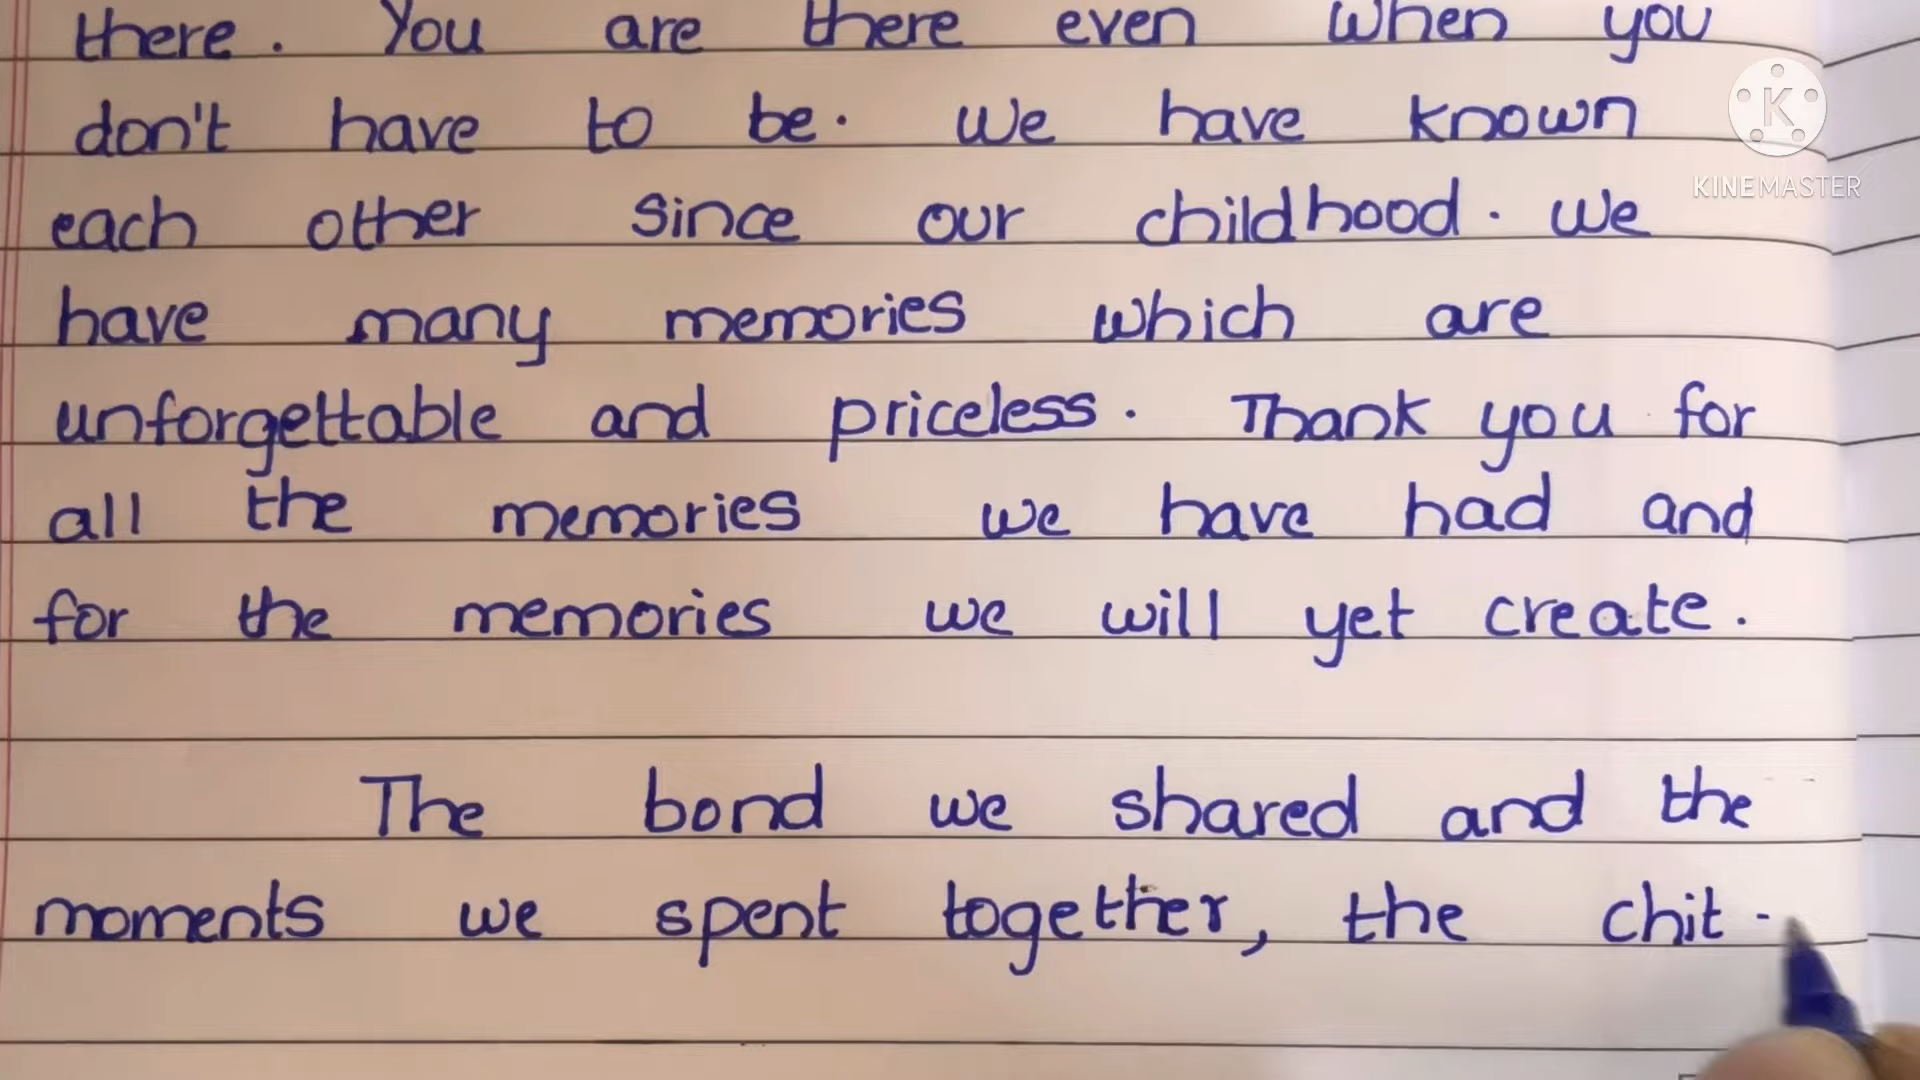 there. You are there even when you
don't have to be. We have known
each other since our childhood. We
have many memories which are
unforgettable and priceless. Thank you for
all the memories we have had and
for the memories we will yet create.
The bond we shared and the
moments we spent together, the chit-
KINEMASTER